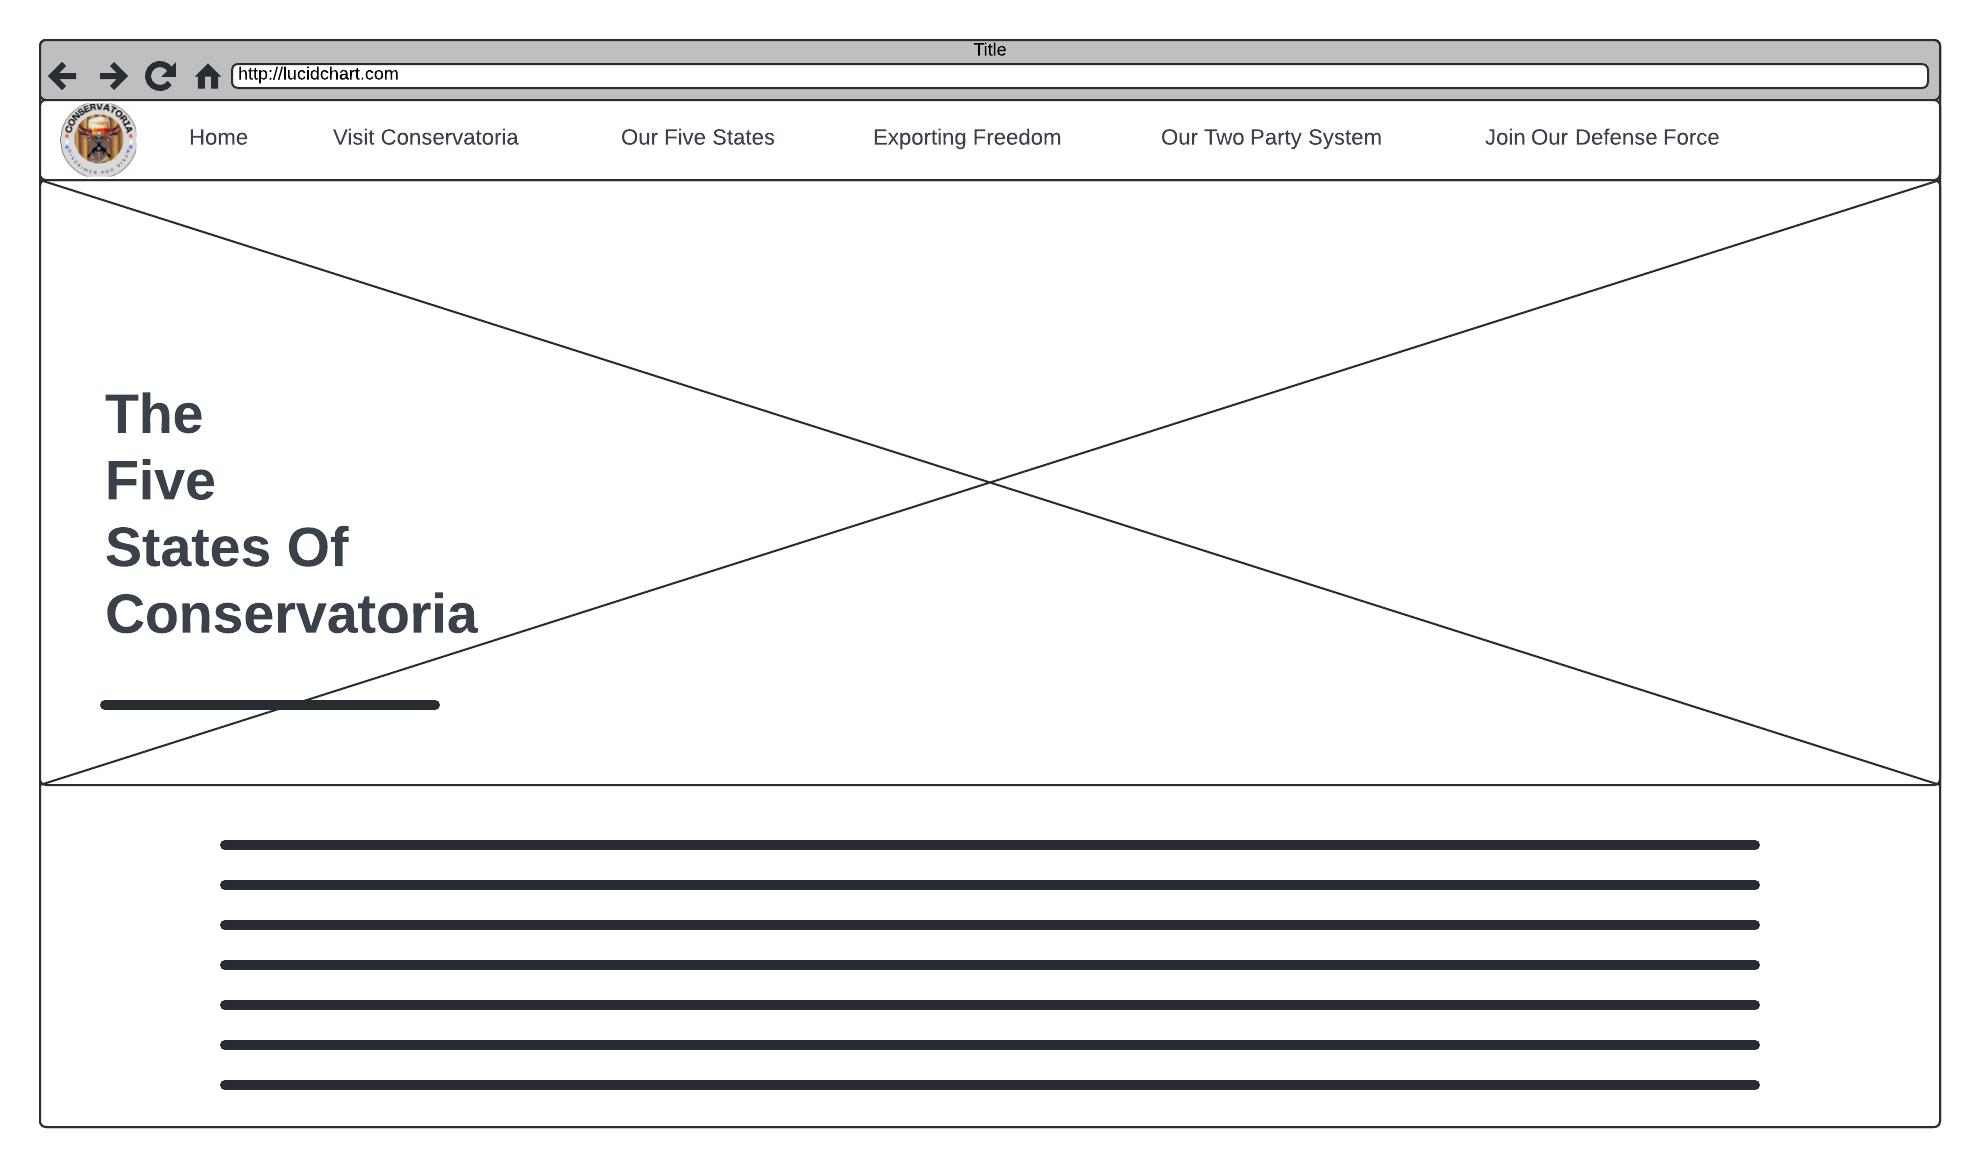 Title
http://lucidchart.com
CONSERVATORIA
Home
Visit Conservatoria
Our Five States
Exporting Freedom
Our Two Party System
Join Our Defense Force
The
Five
States Of
Conservatoria